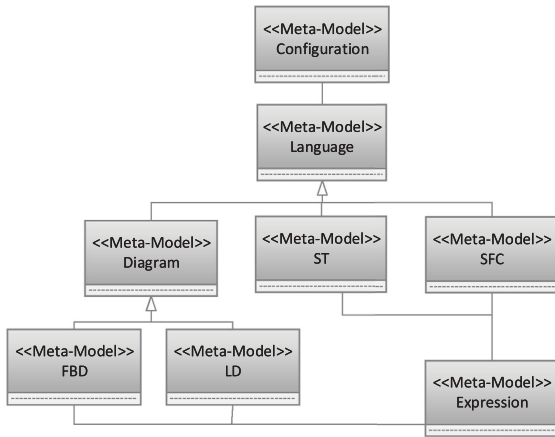 <<Meta-Model>>
Configuration
<<Meta-Model>>
Language
<<Meta-Model>>
Diagram
<<Meta-Model>>
ST
<<Meta-Model>>
SFC
<<Meta-Model>>
FBD
<<Meta-Model>>
LD
<<Meta-Model>>
Expression